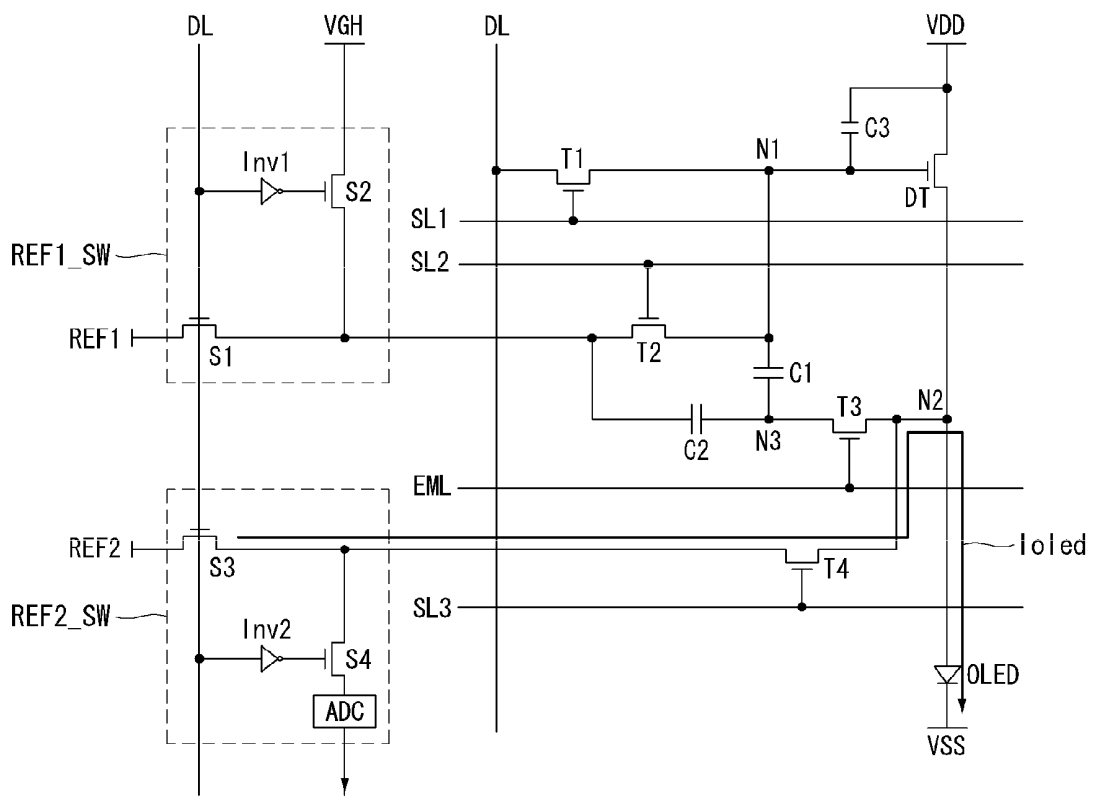 DL
VGH
DL
VDD
C3
Inv1
T1
N1
S2
DT
SL1
REF1_SW
SL2
REF1
S1
T2
C1
T3
N2
C2
N3
EML
REF2
S3
Ioled
T4
REF2_SW
SL3
Inv2
S4
OLED
ADC
VSS